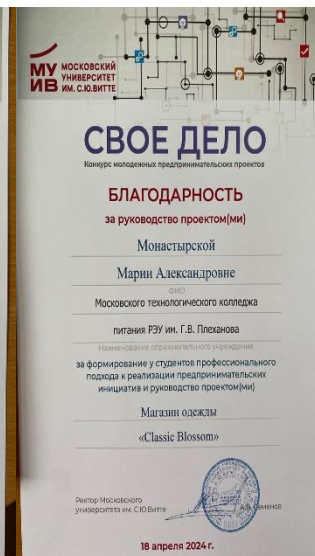 МУ МОСКОВСКИЙ
ИВ УНИВЕРСИТЕТ
ИМ. С.Ю.ВИТТЕ
СВОЕ ДЕЛО
Конкурс молодежных предпринимательских проектов
БЛАГОДАРНОСТЬ
за руководство проектом(ми)
Монастырской
Марии Александровне
ФИО
Московского технологического колледжа
питания РЭУ им. Г.В. Плеханова
Наименование образовательного учреждения
за формирование у студентов профессионального
подхода к реализации предпринимательских
инициатив и руководство проектом(ми)
Магазин одежды
«Classic Blossom»
Ректор Московского
университета им. С.Ю.Витте
А.В. Семенов
18 апреля 2024 г.